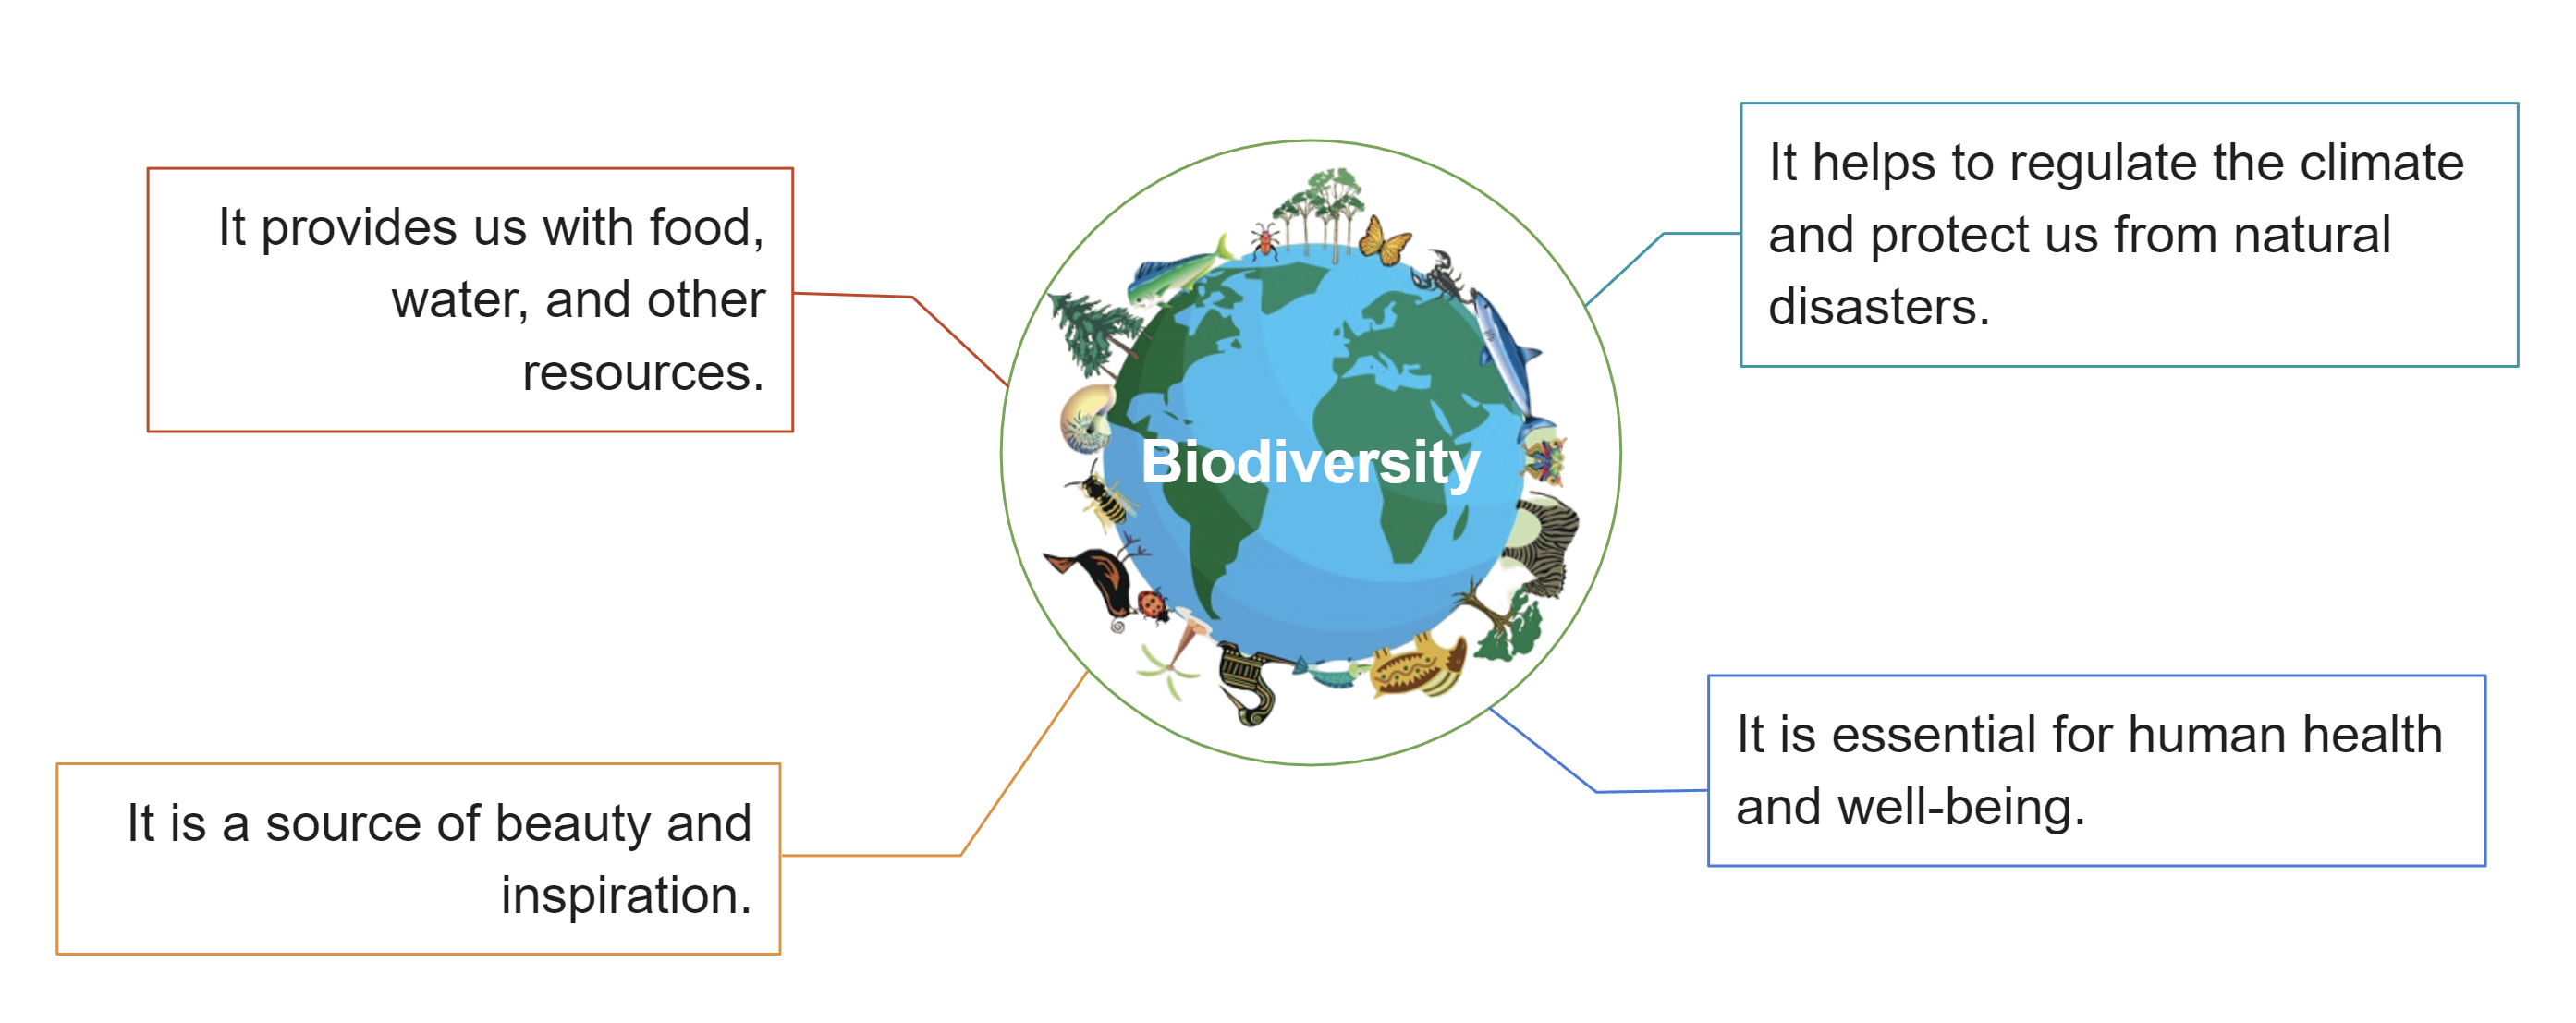 It provides us with food,
water, and other
resources.
It helps to regulate the climate
and protect us from natural
disasters.
Biodiversity
It is a source of beauty and
inspiration.
It is essential for human health
and well-being.